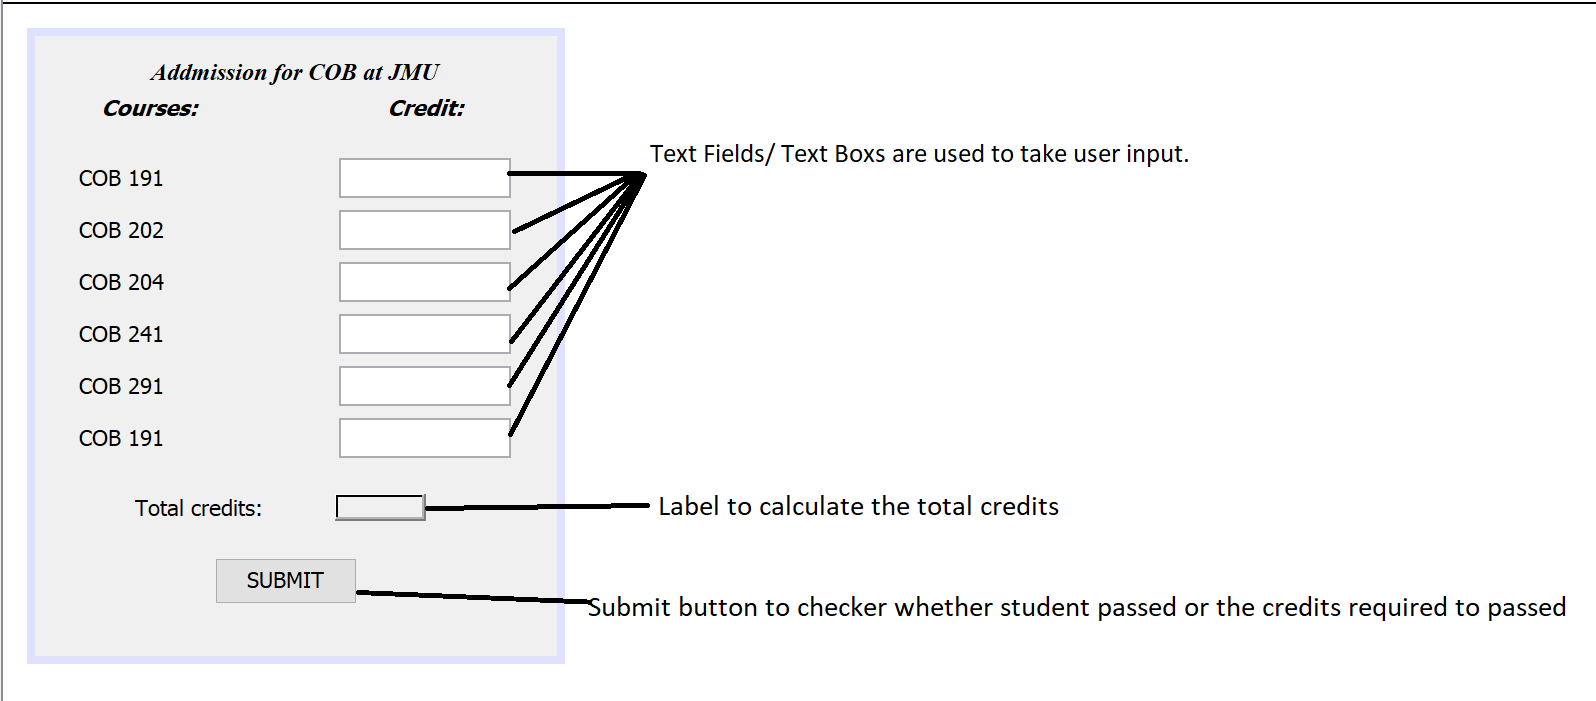 Addmission for COB at JMU
Courses: Credit:
Text Fields/ Text Boxs are used to take user input.
COB 191
COB 202
COB 204
COB 241
COB 291
COB 191
Total credits:
Label to calculate the total credits
SUBMIT
Submit button to checker whether student passed or the credits required to passed